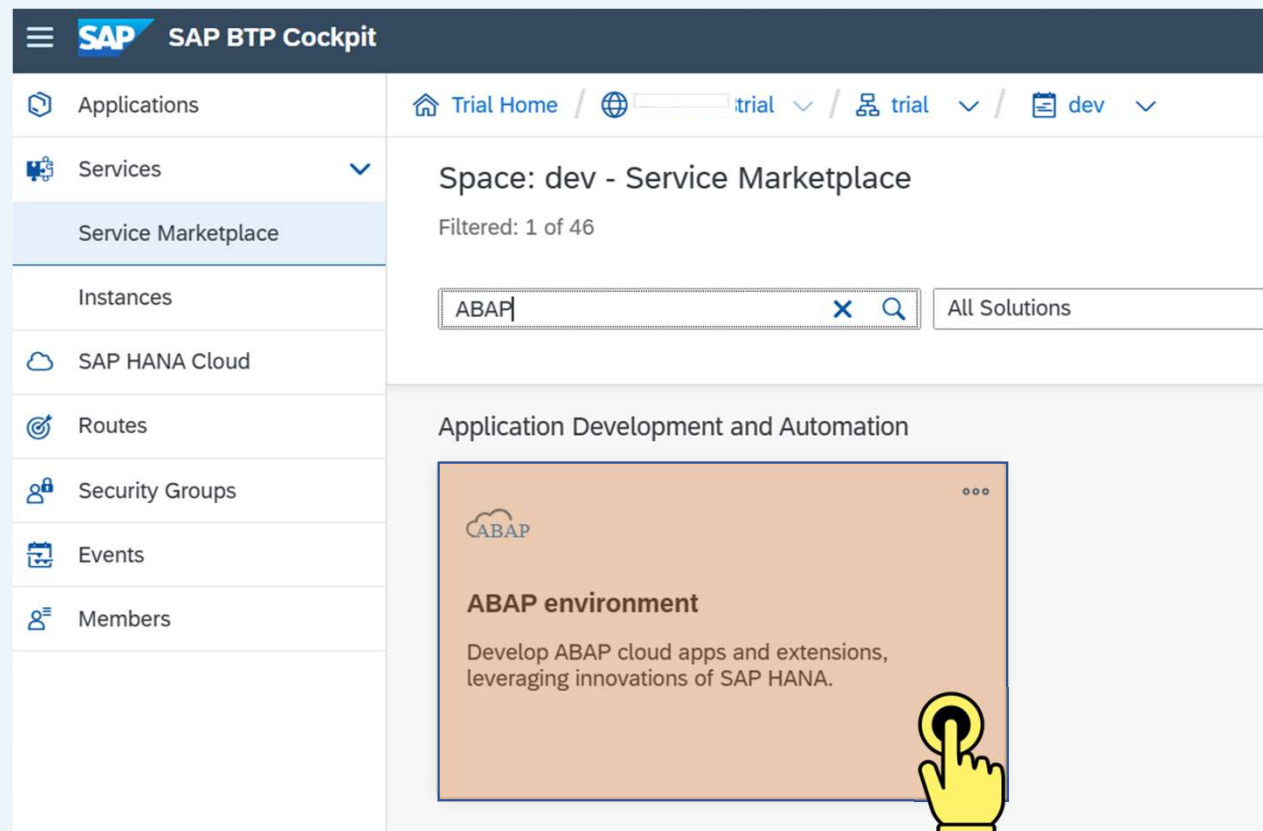 SAP SAP BTP Cockpit
Applications
Services
Service Marketplace
Instances
SAP HANA Cloud
Routes
Security Groups
Events
Members
Trial Home / trial / trial / dev
Space: dev - Service Marketplace
Filtered: 1 of 46
ABAP
All Solutions
Application Development and Automation
ABAP
ABAP environment
Develop ABAP cloud apps and extensions,
leveraging innovations of SAP HANA.